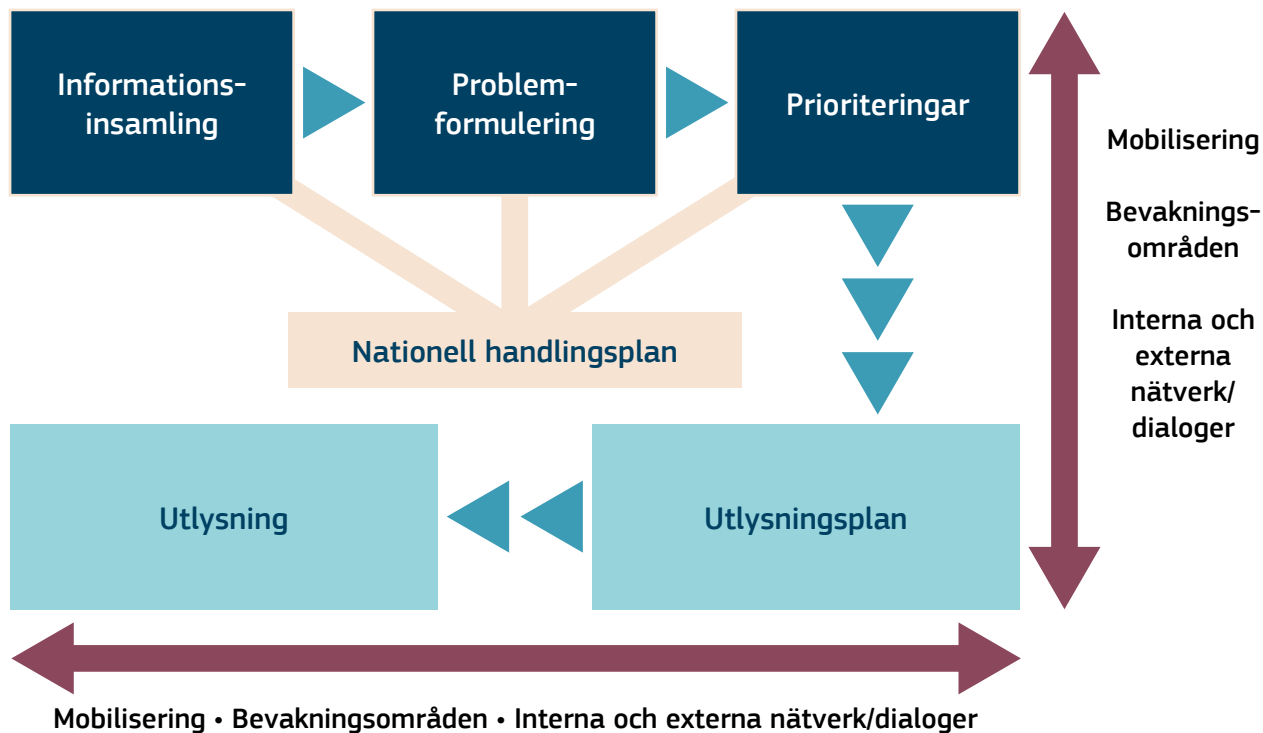 Informations-
insamling
Problem-
formulering
Prioriteringar
Mobilisering
Bevaknings-
områden
Interna och
externa
nätverk/
dialoger
Nationell handlingsplan
Utlysning
Utlysningsplan
Mobilisering • Bevakningsområden • Interna och externa nätverk/dialoger